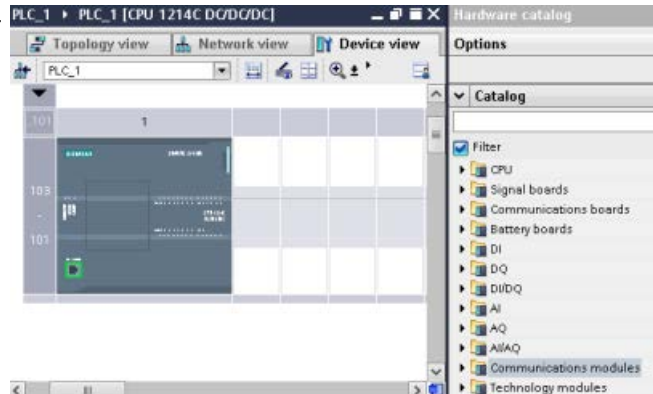 PLC_1 ▸ PLC_1 [CPU 1214C DC/DC/DC]
Topology view
Network view
Device view
PLC_1
101
1
103
-
101
SIEMENS
Hardware catalog
Options
Catalog
Filter
CPU
Signal boards
Communications boards
Battery boards
DI
DQ
DI/DQ
AI
AQ
AI/AQ
Communications modules
Technology modules